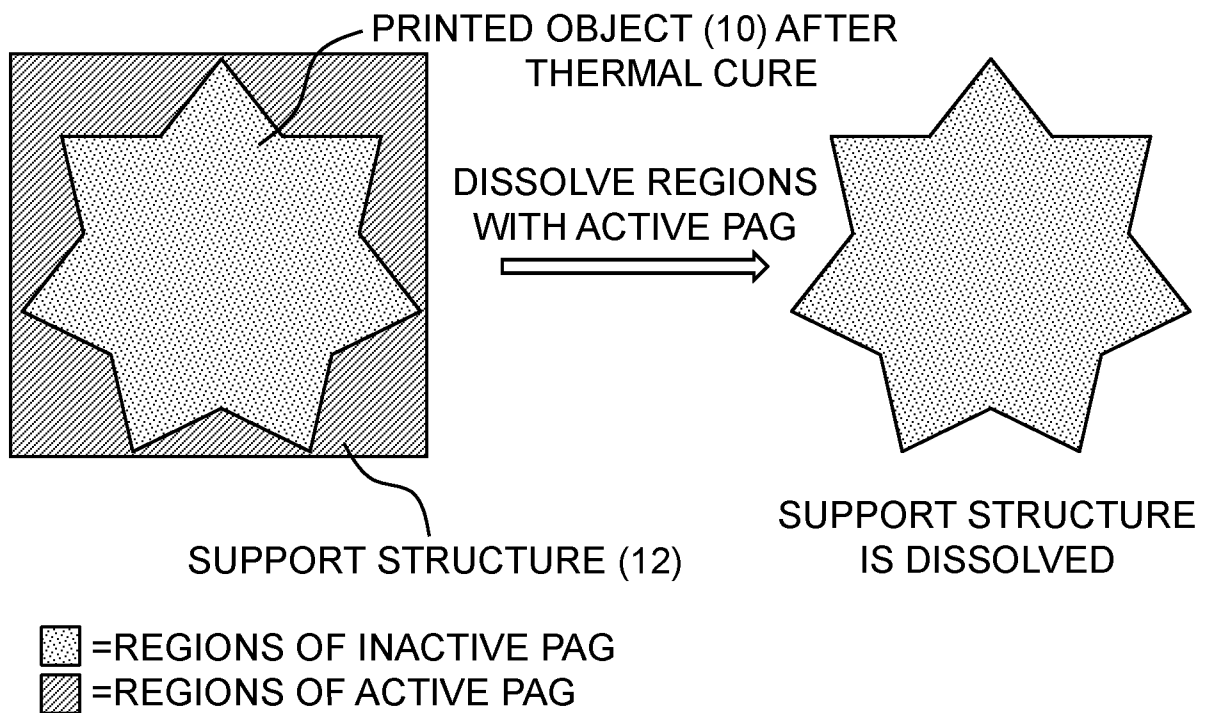 PRINTED OBJECT (10) AFTER
THERMAL CURE
DISSOLVE REGIONS
WITH ACTIVE PAG
SUPPORT STRUCTURE (12)
SUPPORT STRUCTURE
IS DISSOLVED
=REGIONS OF INACTIVE PAG
=REGIONS OF ACTIVE PAG